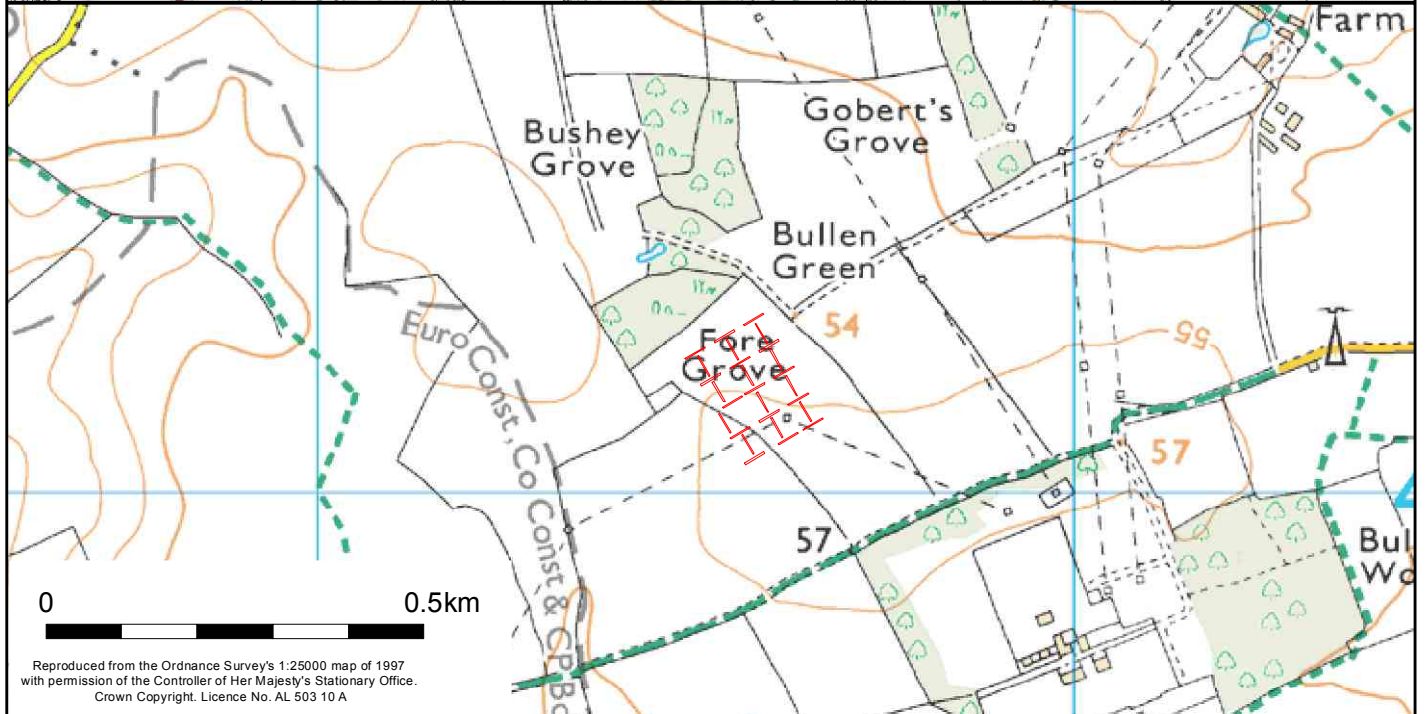 Farm
Bushey
Grove
Gobert's
Grove
Bullen
Green
54
Fore
Grove
55
Euro Const, Co Const & CP Bo
57
57
Bul
Wo
0 0.5km
Reproduced from the Ordnance Survey's 1:25000 map of 1997
with permission of the Controller of Her Majesty's Stationary Office.
Crown Copyright. Licence No. AL 503 10 A